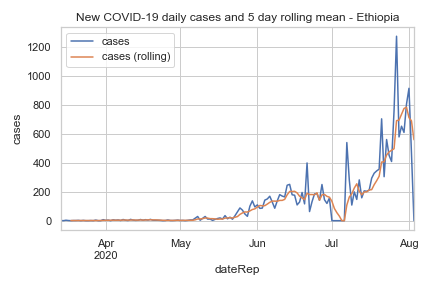 New COVID-19 daily cases and 5 day rolling mean - Ethiopia
cases
cases (rolling)
1200
1000
800
600
400
200
0
cases
Apr
2020
May
Jun
Jul
Aug
dateRep